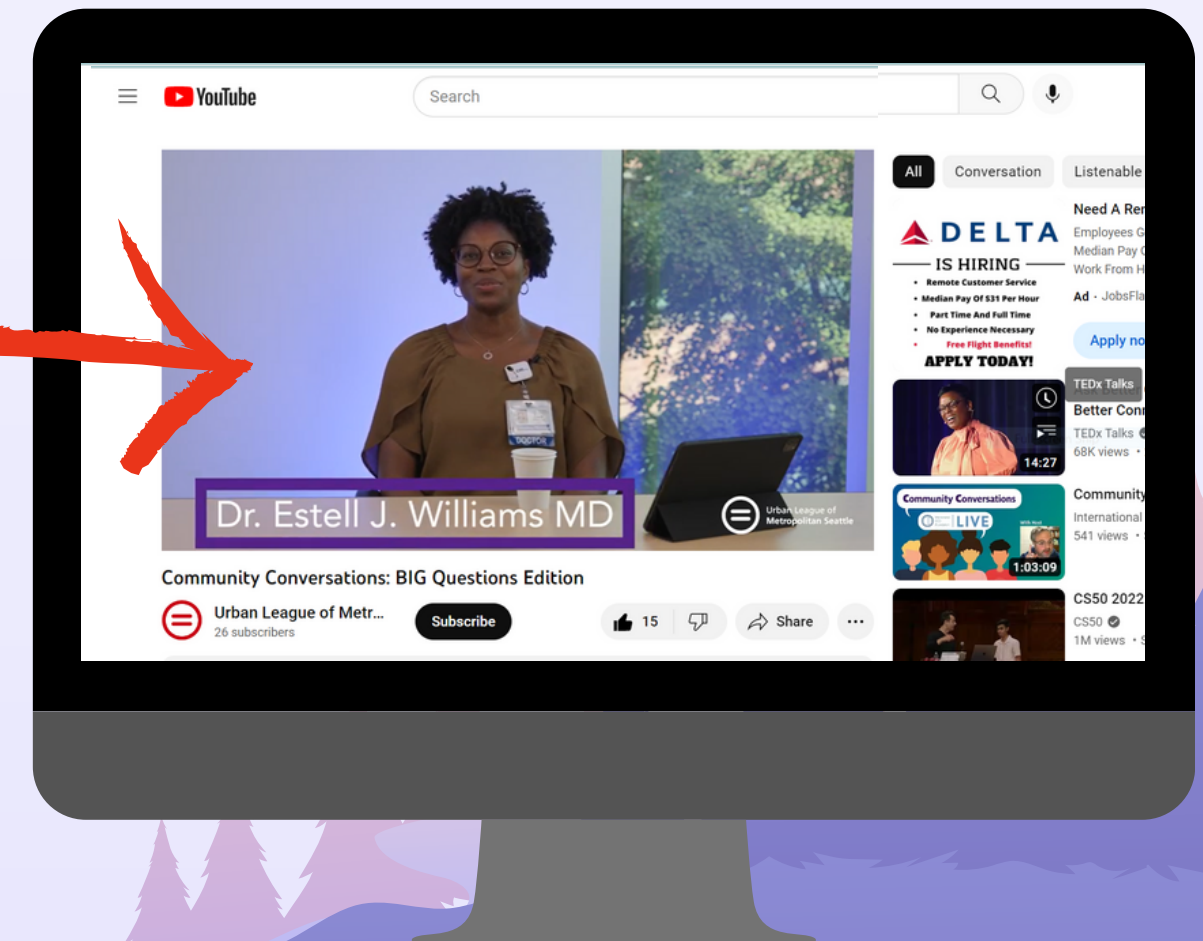 YouTube
Search
All
Conversation
Listenable
DOCTOR
Dr. Estell J. Williams MD
Urban League of
Metropolitan Seattle
Community Conversations: BIG Questions Edition
Urban League of Metr...
26 subscribers
Subscribe
15
Share
DELTA
IS HIRING
• Remote Customer Service
• Median Pay Of $31 Per Hour
• Part Time And Full Time
• No Experience Necessary
• Free Flight Benefits!
APPLY TODAY!
Need A Rem
Employees G
Median Pay
Work From H
Ad · JobsFla
Apply no
14:27
TEDx Talks
Better Conn
TEDx Talks
68K views •
Community Conversations
LIVE
1:03:09
Community
International
541 views •
CS50 2022
CS50
1M views • S